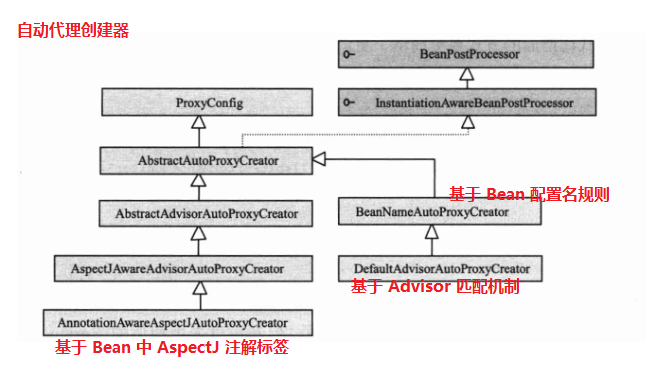 自动代理创建器
BeanPostProcessor
ProxyConfig
InstantiationAwareBeanPostProcessor
AbstractAutoProxyCreator
基于 Bean 配置名规则
AbstractAdvisorAutoProxyCreator
BeanNameAutoProxyCreator
AspectJAwareAdvisorAutoProxyCreator
DefaultAdvisorAutoProxyCreator
基于 Advisor 匹配机制
AnnotationAwareAspectJAutoProxyCreator
基于 Bean 中 AspectJ 注解标签